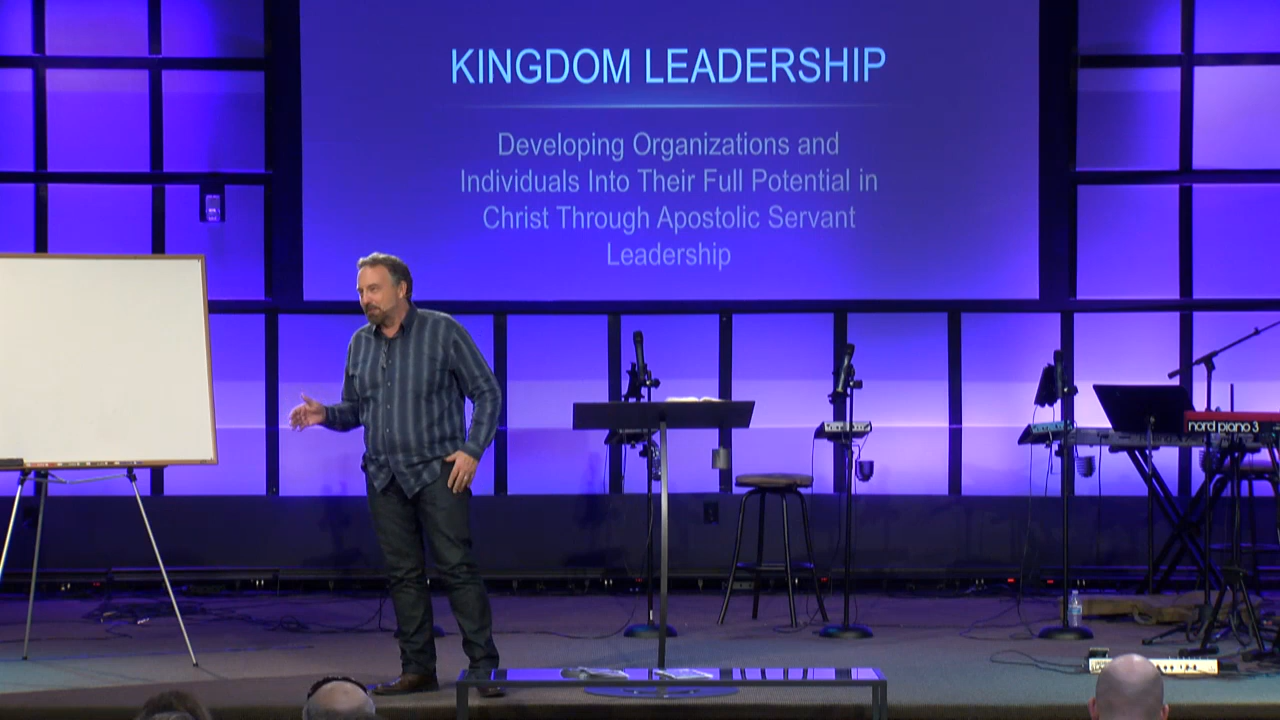 KINGDOM LEADERSHIP
Developing Organizations and
Individuals Into Their Full Potential in
Christ Through Apostolic Servant
Leadership
nord piano 3